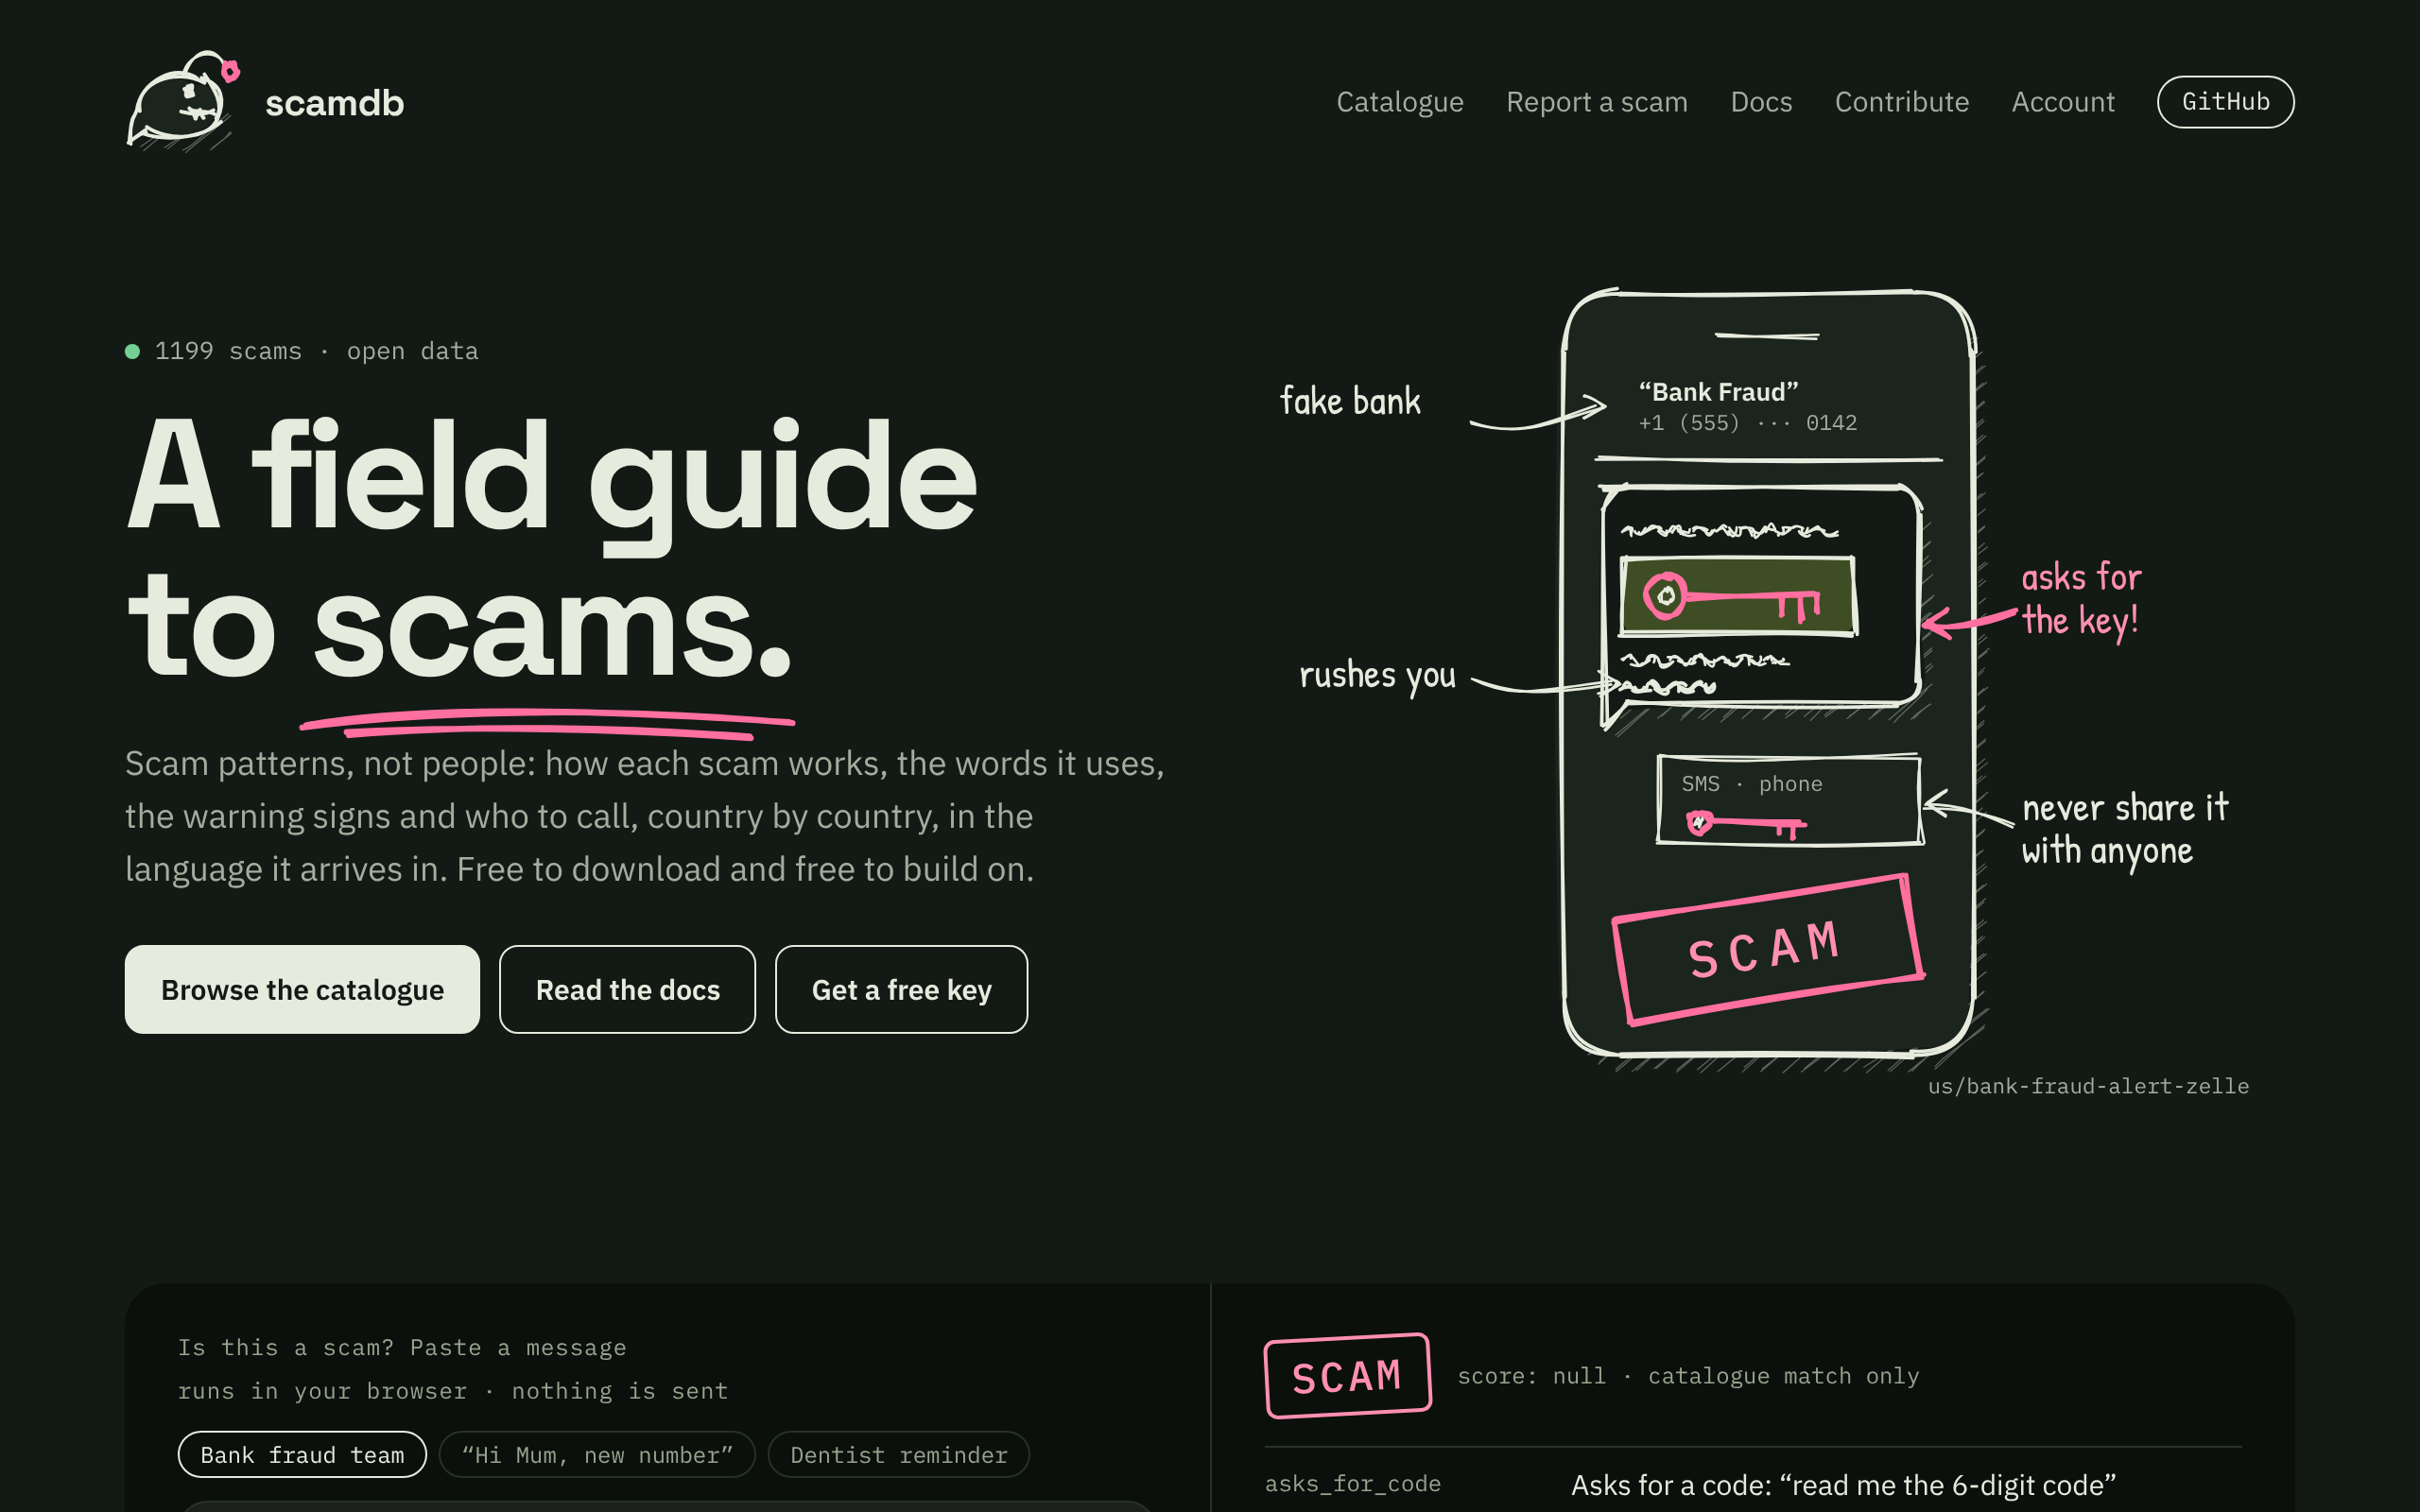 scamdb
Catalogue
Report a scam
Docs
Contribute
Account
GitHub
1199 scams · open data
A field guide
to scams.
Scam patterns, not people: how each scam works, the words it uses,
the warning signs and who to call, country by country, in the
language it arrives in. Free to download and free to build on.
Browse the catalogue
Read the docs
Get a free key
fake bank
“Bank Fraud”
+1 (555) ··· 0142
asks for
the key!
rushes you
SMS · phone
never share it
with anyone
SCAM
us/bank-fraud-alert-zelle
Is this a scam? Paste a message
runs in your browser · nothing is sent
Bank fraud team
“Hi Mum, new number”
Dentist reminder
SCAM
score: null · catalogue match only
asks_for_code
Asks for a code: “read me the 6-digit code”